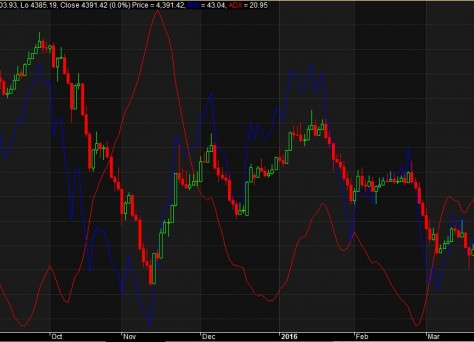 03.93, Lo 4385.19, Close 4391.42 (0.0%) Price = 4,391.42, = 43.04, ADX = 20.95
Oct Nov Dec 2016 Feb Mar